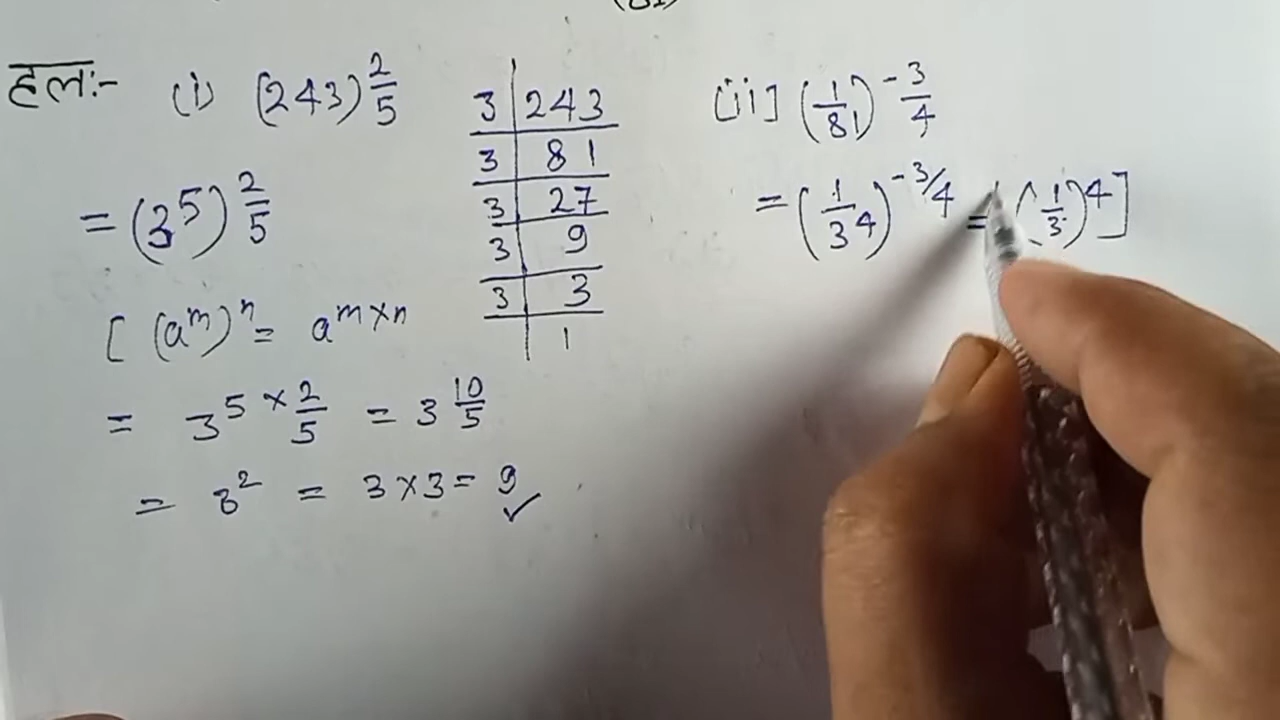 हल:- (i) (243)^2/5
= (3^5)^2/5
[ (a^m)^n = a^m×n
= 3^5 × 2/5 = 3^10/5
= 3^2 = 3×3 = 9 ✓
3 | 243
3 | 81
3 | 27
3 | 9
3 | 3
| 1
[ii] (1/81)^-3/4
= (1/3^4)^-3/4 = [(1/3)^4]